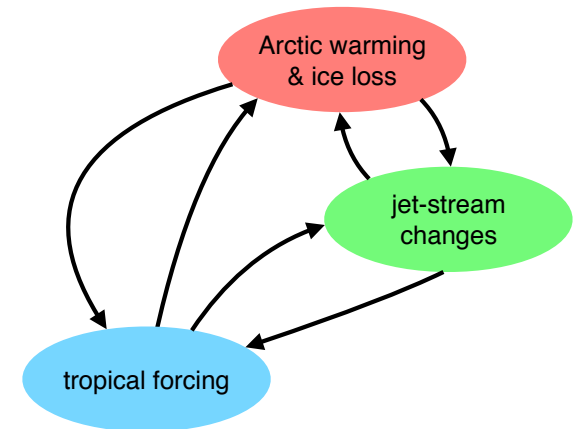 Arctic warming
& ice loss
jet-stream
changes
tropical forcing